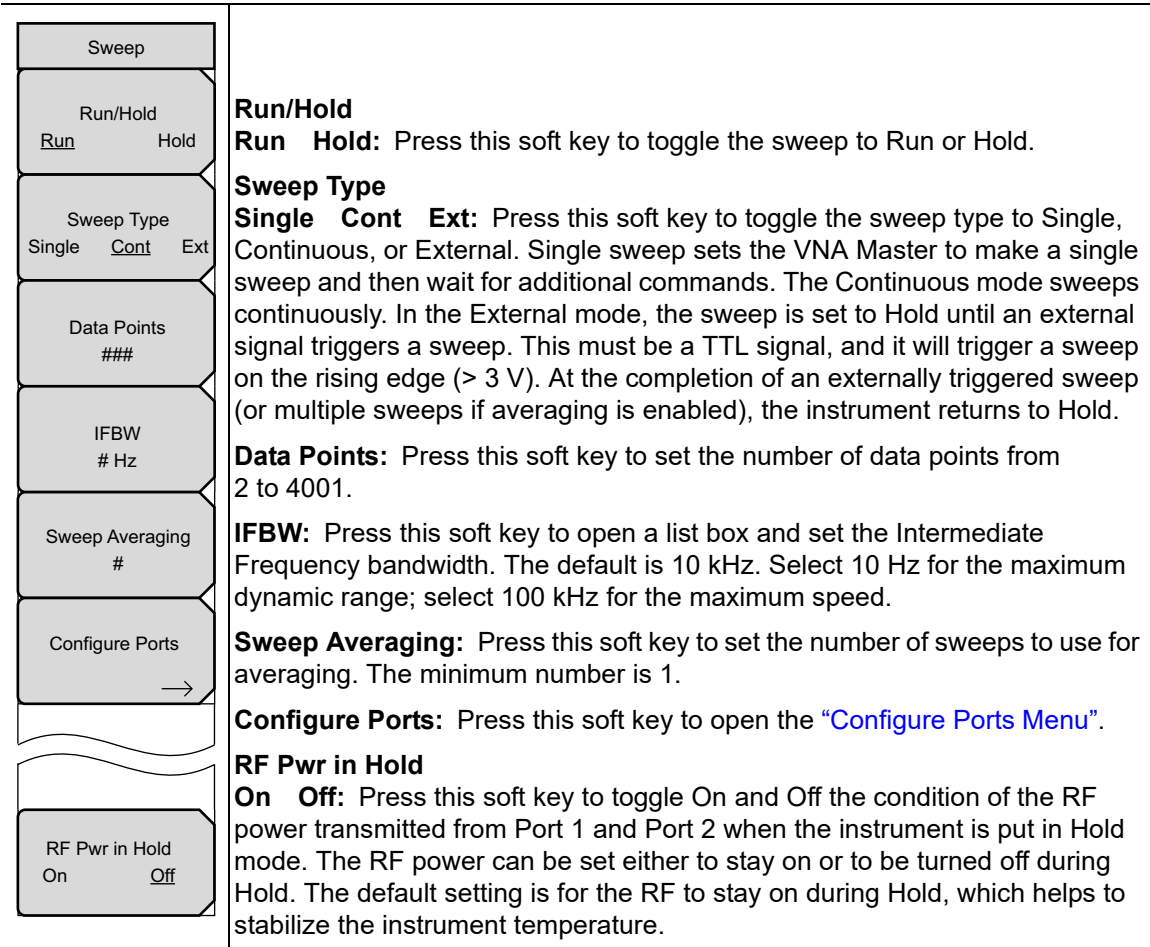 Sweep
Run/Hold
Run Hold
Sweep Type
Single Cont Ext
Data Points
###
IFBW
# Hz
Sweep Averaging
#
Configure Ports
→
RF Pwr in Hold
On Off
Run/Hold
Run Hold: Press this soft key to toggle the sweep to Run or Hold.
Sweep Type
Single Cont Ext: Press this soft key to toggle the sweep type to Single,
Continuous, or External. Single sweep sets the VNA Master to make a single
sweep and then wait for additional commands. The Continuous mode sweeps
continuously. In the External mode, the sweep is set to Hold until an external
signal triggers a sweep. This must be a TTL signal, and it will trigger a sweep
on the rising edge (> 3 V). At the completion of an externally triggered sweep
(or multiple sweeps if averaging is enabled), the instrument returns to Hold.
Data Points: Press this soft key to set the number of data points from
2 to 4001.
IFBW: Press this soft key to open a list box and set the Intermediate
Frequency bandwidth. The default is 10 kHz. Select 10 Hz for the maximum
dynamic range; select 100 kHz for the maximum speed.
Sweep Averaging: Press this soft key to set the number of sweeps to use for
averaging. The minimum number is 1.
Configure Ports: Press this soft key to open the “Configure Ports Menu”.
RF Pwr in Hold
On Off: Press this soft key to toggle On and Off the condition of the RF
power transmitted from Port 1 and Port 2 when the instrument is put in Hold
mode. The RF power can be set either to stay on or to be turned off during
Hold. The default setting is for the RF to stay on during Hold, which helps to
stabilize the instrument temperature.